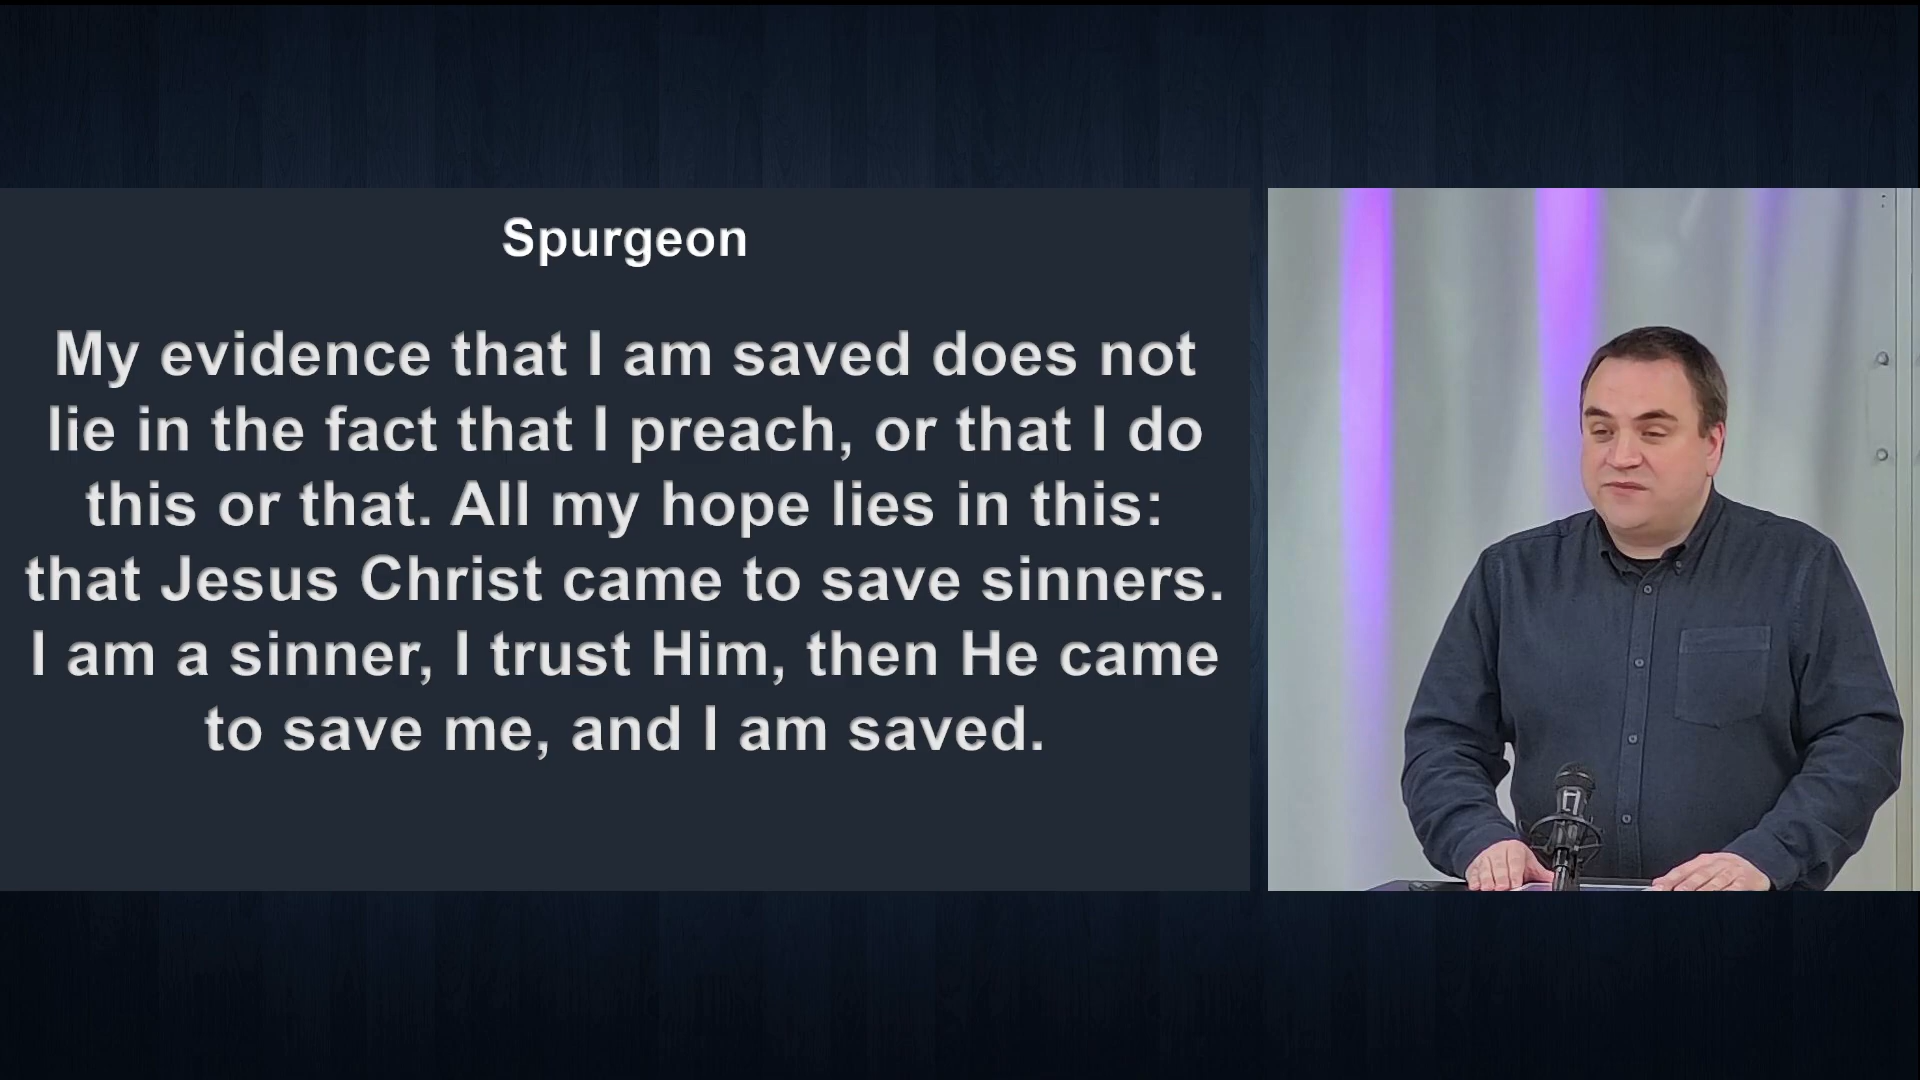 Spurgeon
My evidence that I am saved does not
lie in the fact that I preach, or that I do
this or that. All my hope lies in this:
that Jesus Christ came to save sinners.
I am a sinner, I trust Him, then He came
to save me, and I am saved.